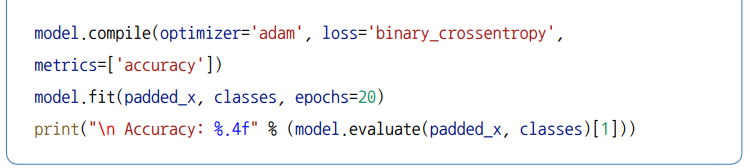 model.compile(optimizer='adam', loss='binary_crossentropy',
metrics=['accuracy'])
model.fit(padded_x, classes, epochs=20)
print("\n Accuracy: %.4f" % (model.evaluate(padded_x, classes)[1]))